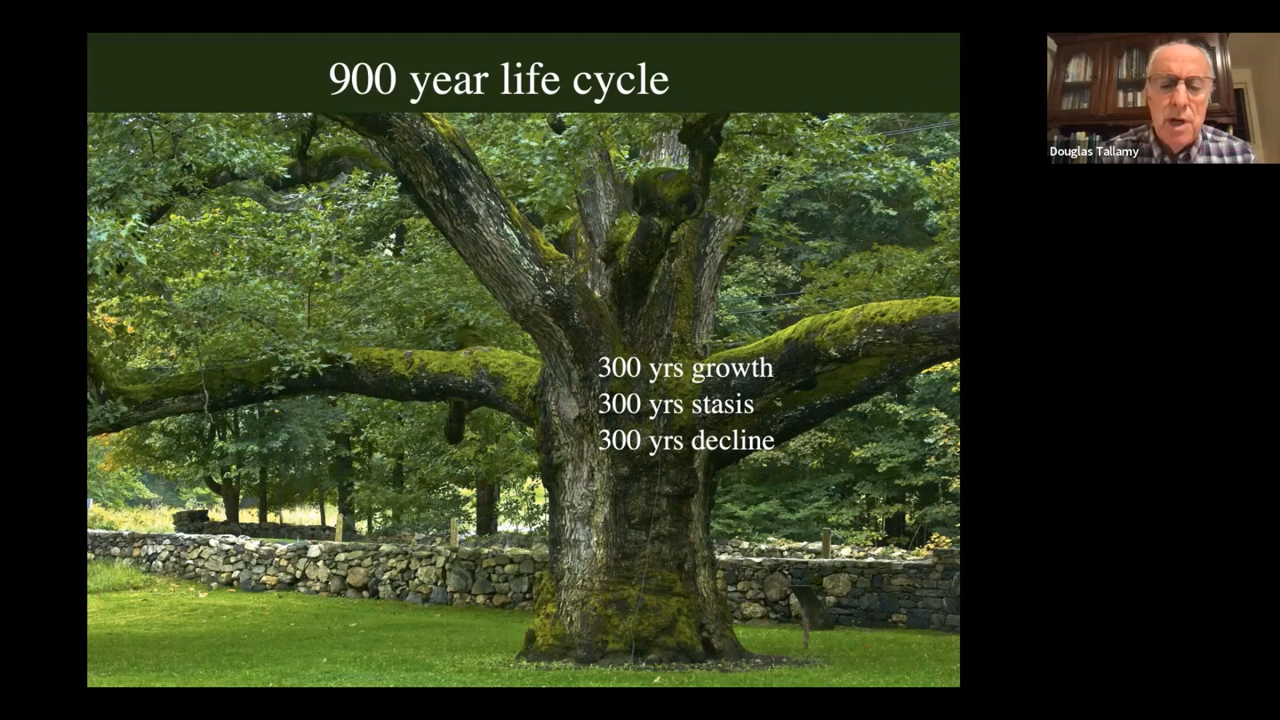 900 year life cycle
300 yrs growth
300 yrs stasis
300 yrs decline
Douglas Tallamy